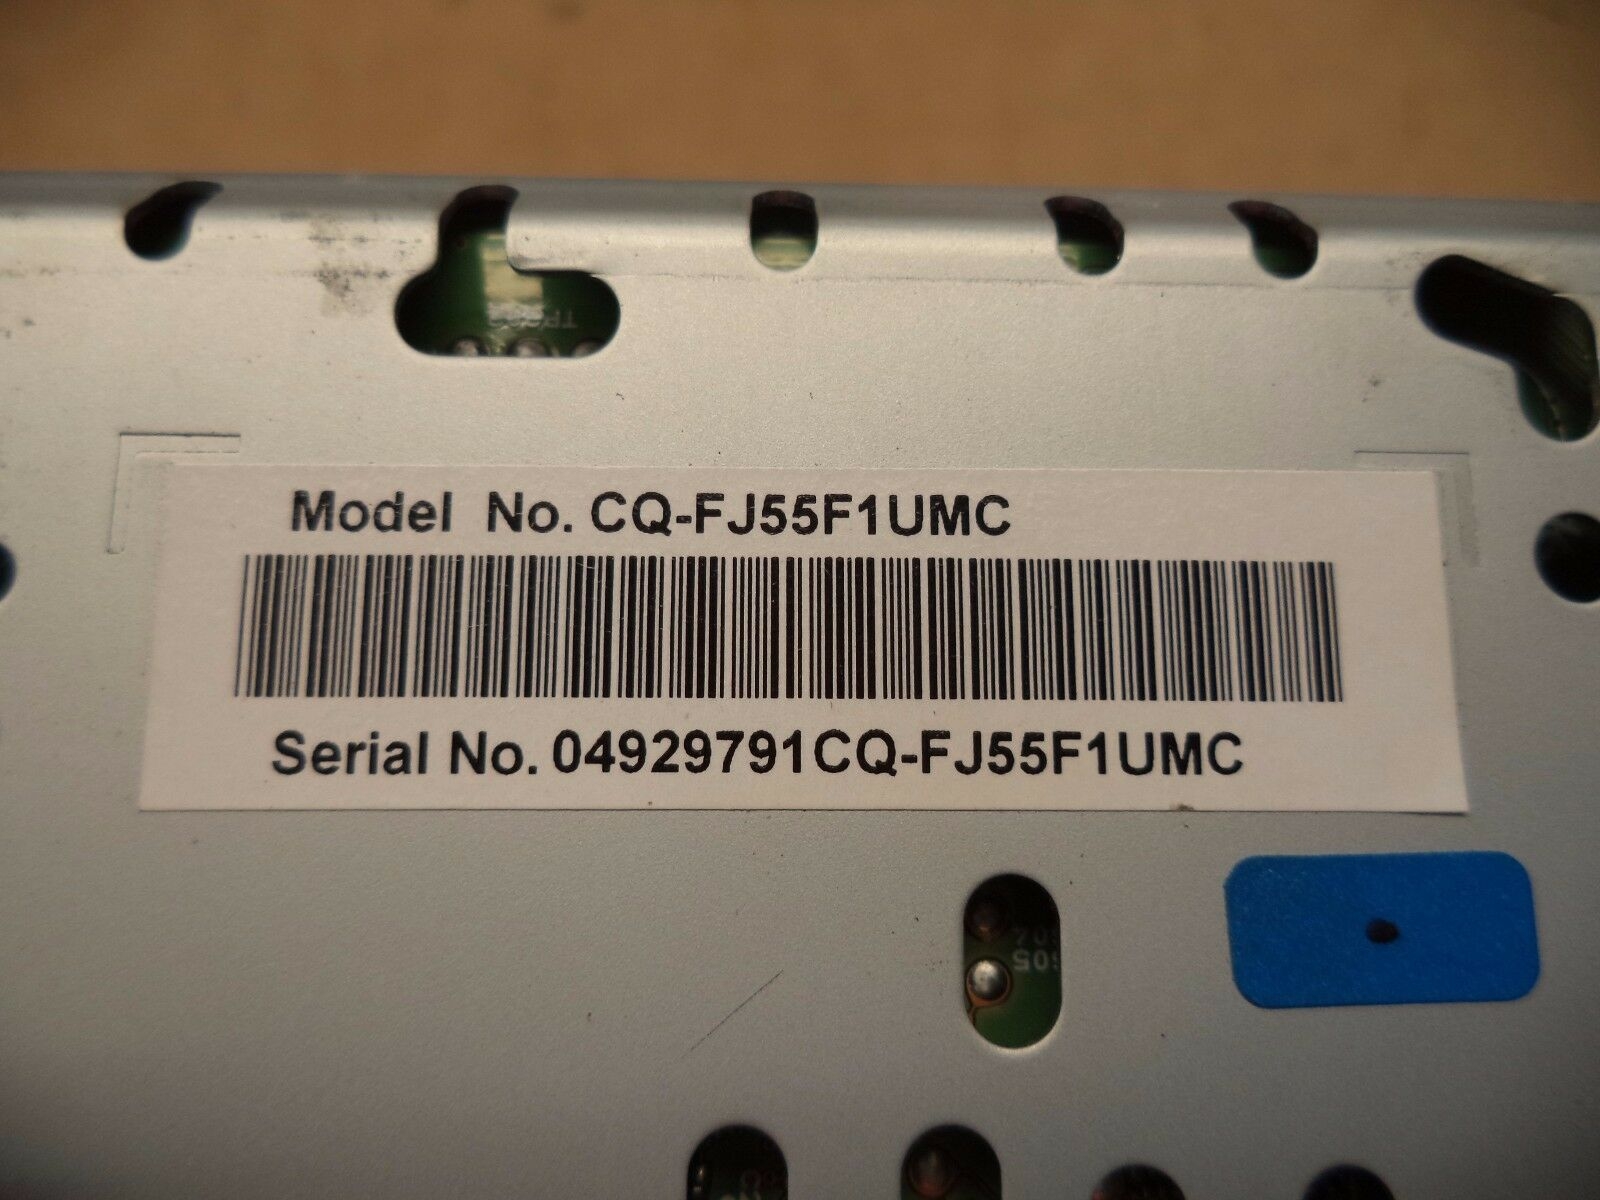 Model No. CQ-FJ55F1UMC
Serial No. 04929791CQ-FJ55F1UMC